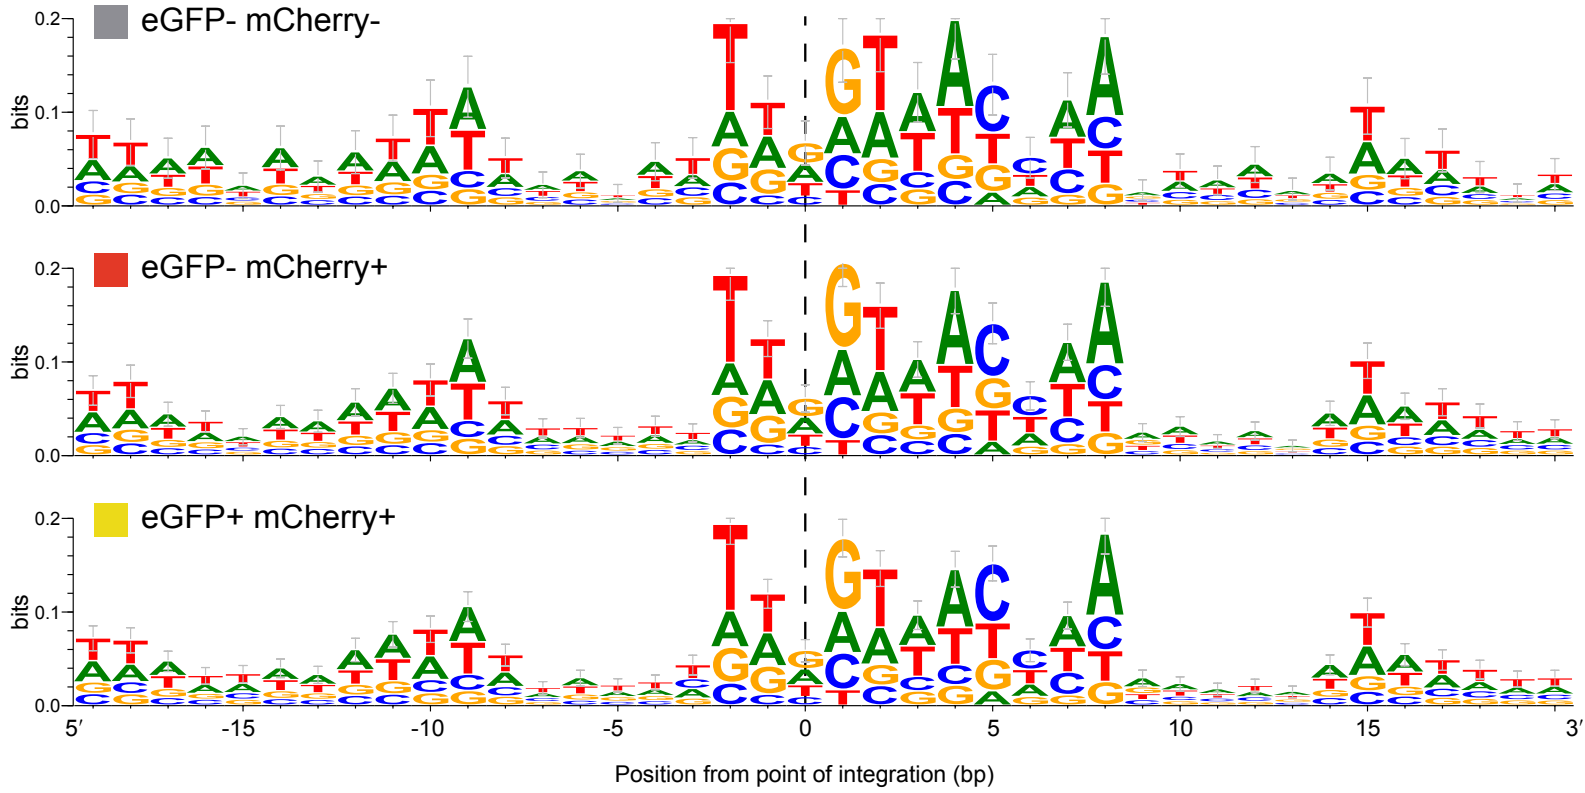 eGFP- mCherry-
0.2
0.1
0.0
bits
eGFP- mCherry+
0.2
0.1
0.0
bits
eGFP+ mCherry+
0.2
0.1
0.0
bits
5′ -15 -10 -5 0 5 10 15 3′
Position from point of integration (bp)